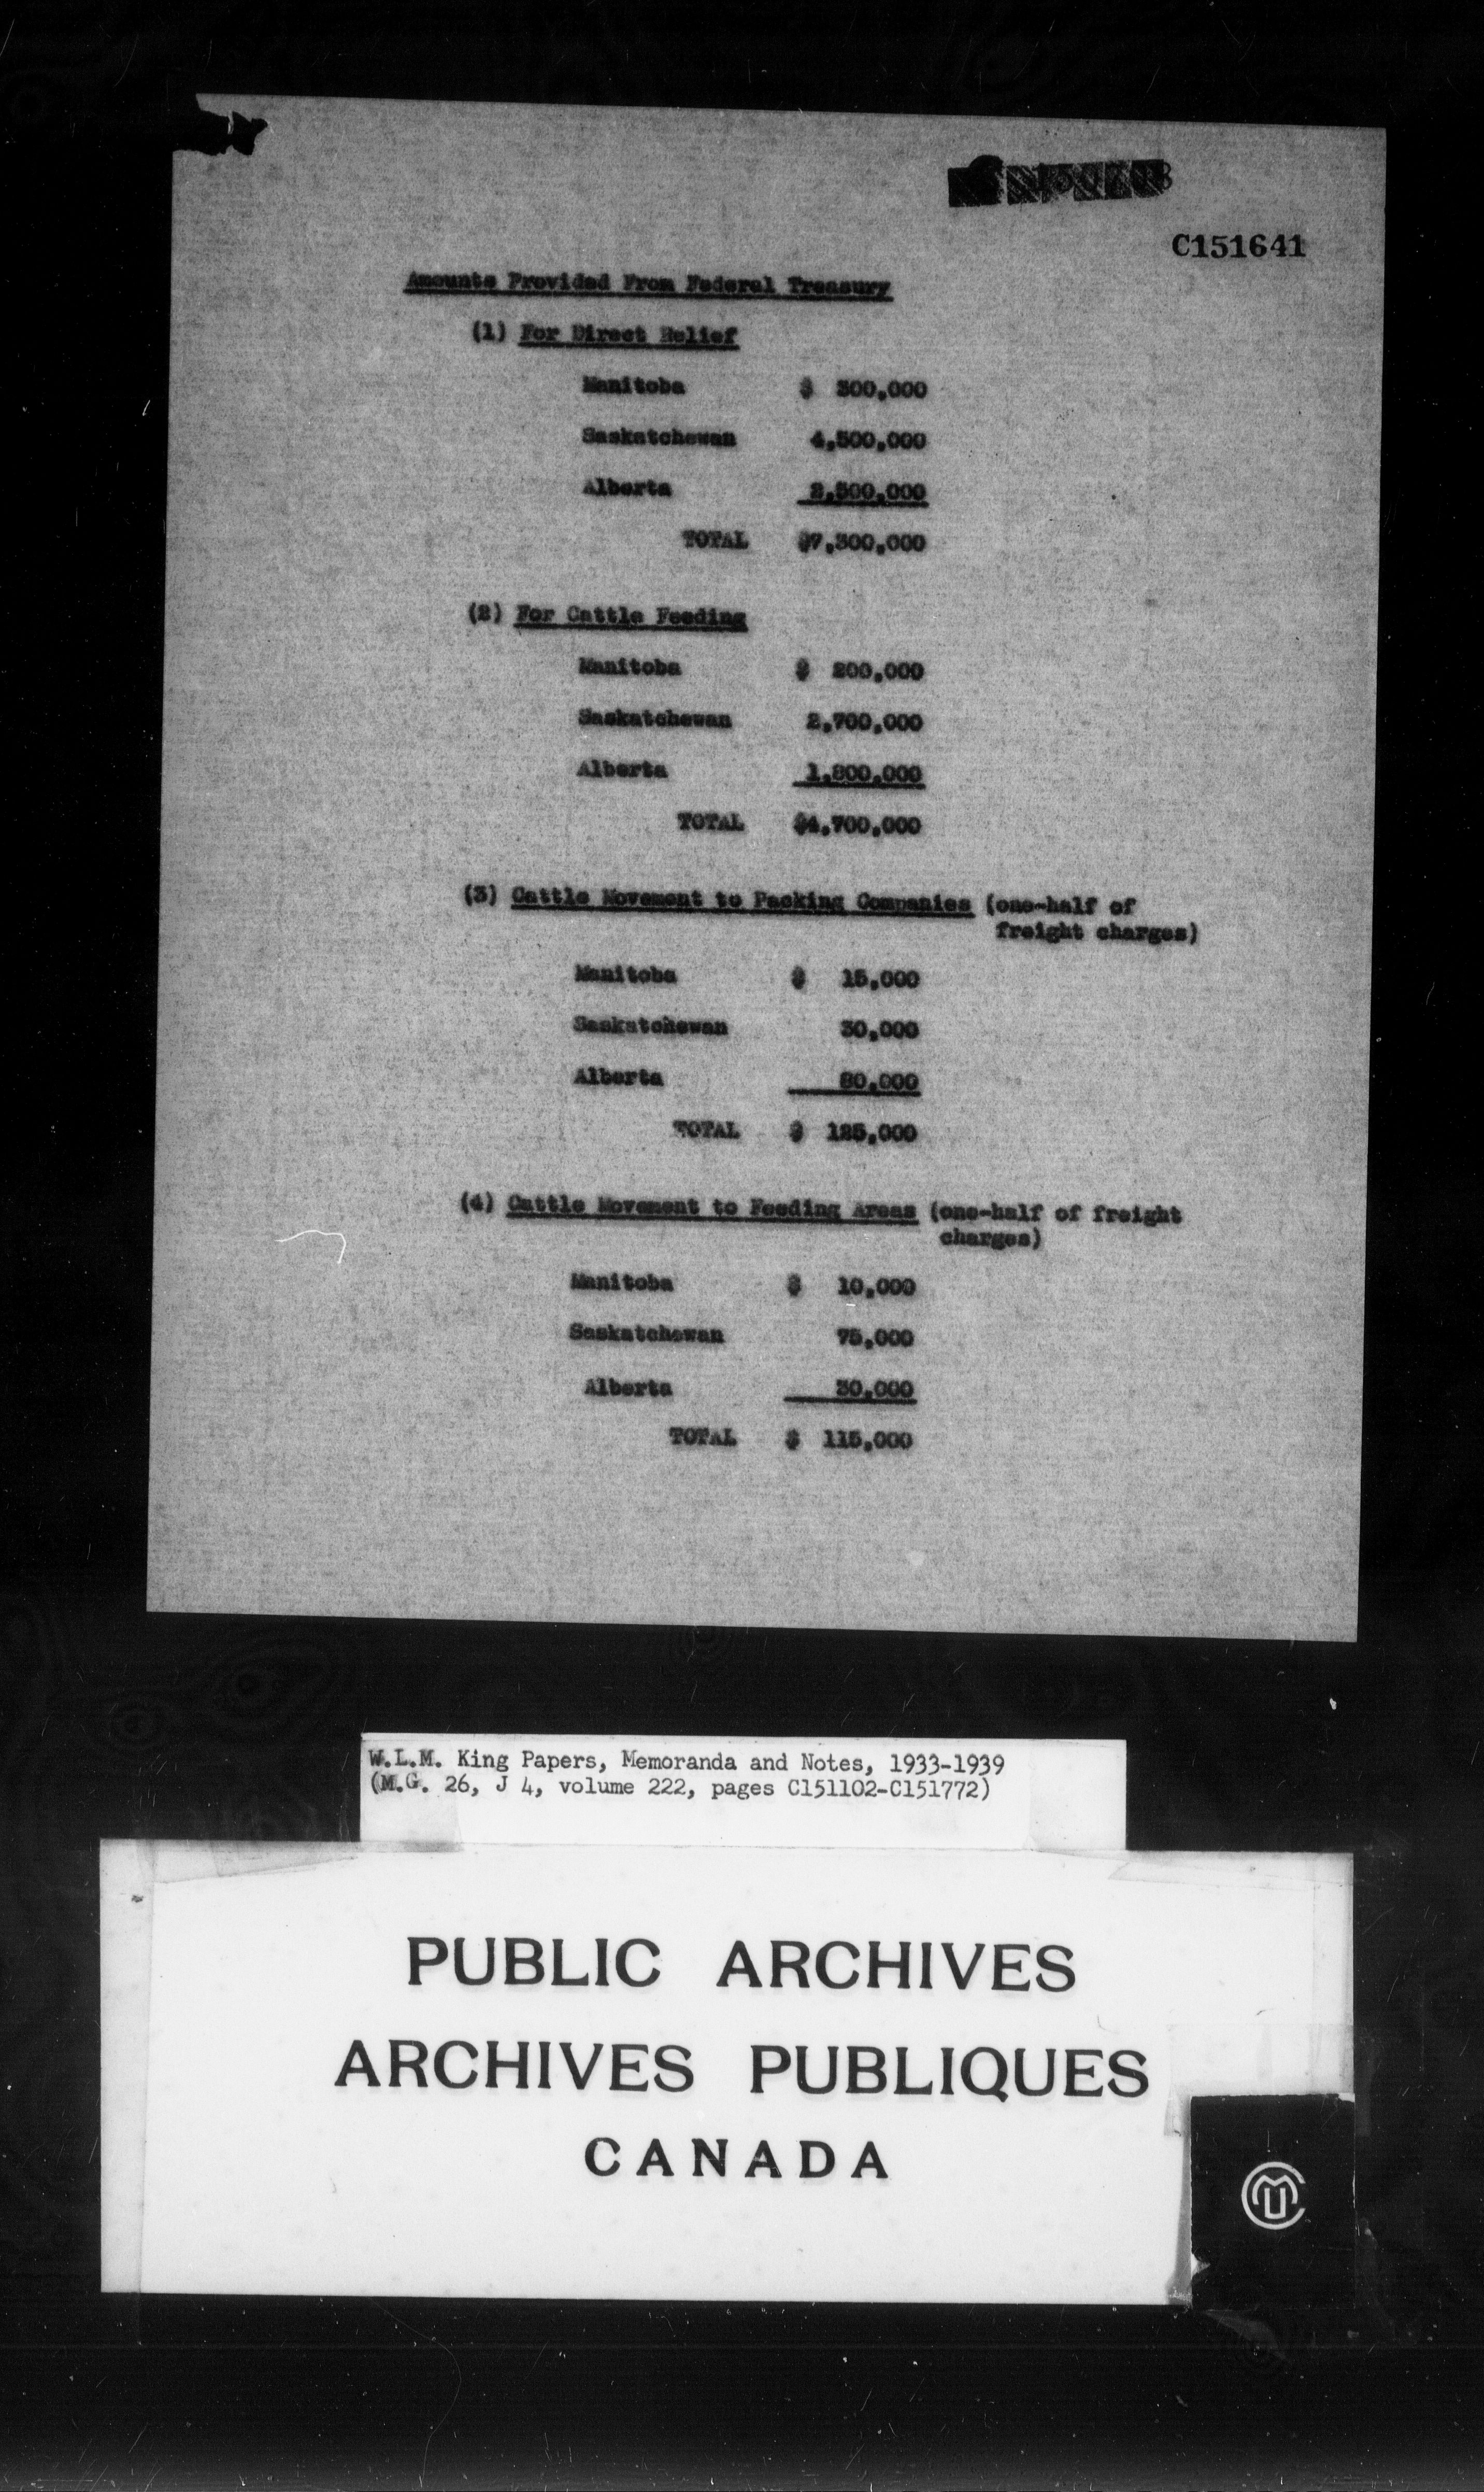 C151641
Amounts Provided From Federal Treasury
(1) For Direct Relief
Manitoba $ 300,000
Saskatchewan 4,500,000
Alberta 2,500,000
TOTAL $7,300,000
(2) For Cattle Feeding
Manitoba $ 200,000
Saskatchewan 2,700,000
Alberta 1,800,000
TOTAL $4,700,000
(3) Cattle Movement to Packing Companies (one-half of
freight charges)
Manitoba $ 15,000
Saskatchewan 30,000
Alberta 80,000
TOTAL $ 125,000
(4) Cattle Movement to Feeding Areas (one-half of freight
charges)
Manitoba $ 10,000
Saskatchewan 75,000
Alberta 30,000
TOTAL $ 115,000
W.L.M. King Papers, Memoranda and Notes, 1933-1939
(M.G. 26, J 4, volume 222, pages C151102-C151772)
PUBLIC ARCHIVES
ARCHIVES PUBLIQUES
CANADA